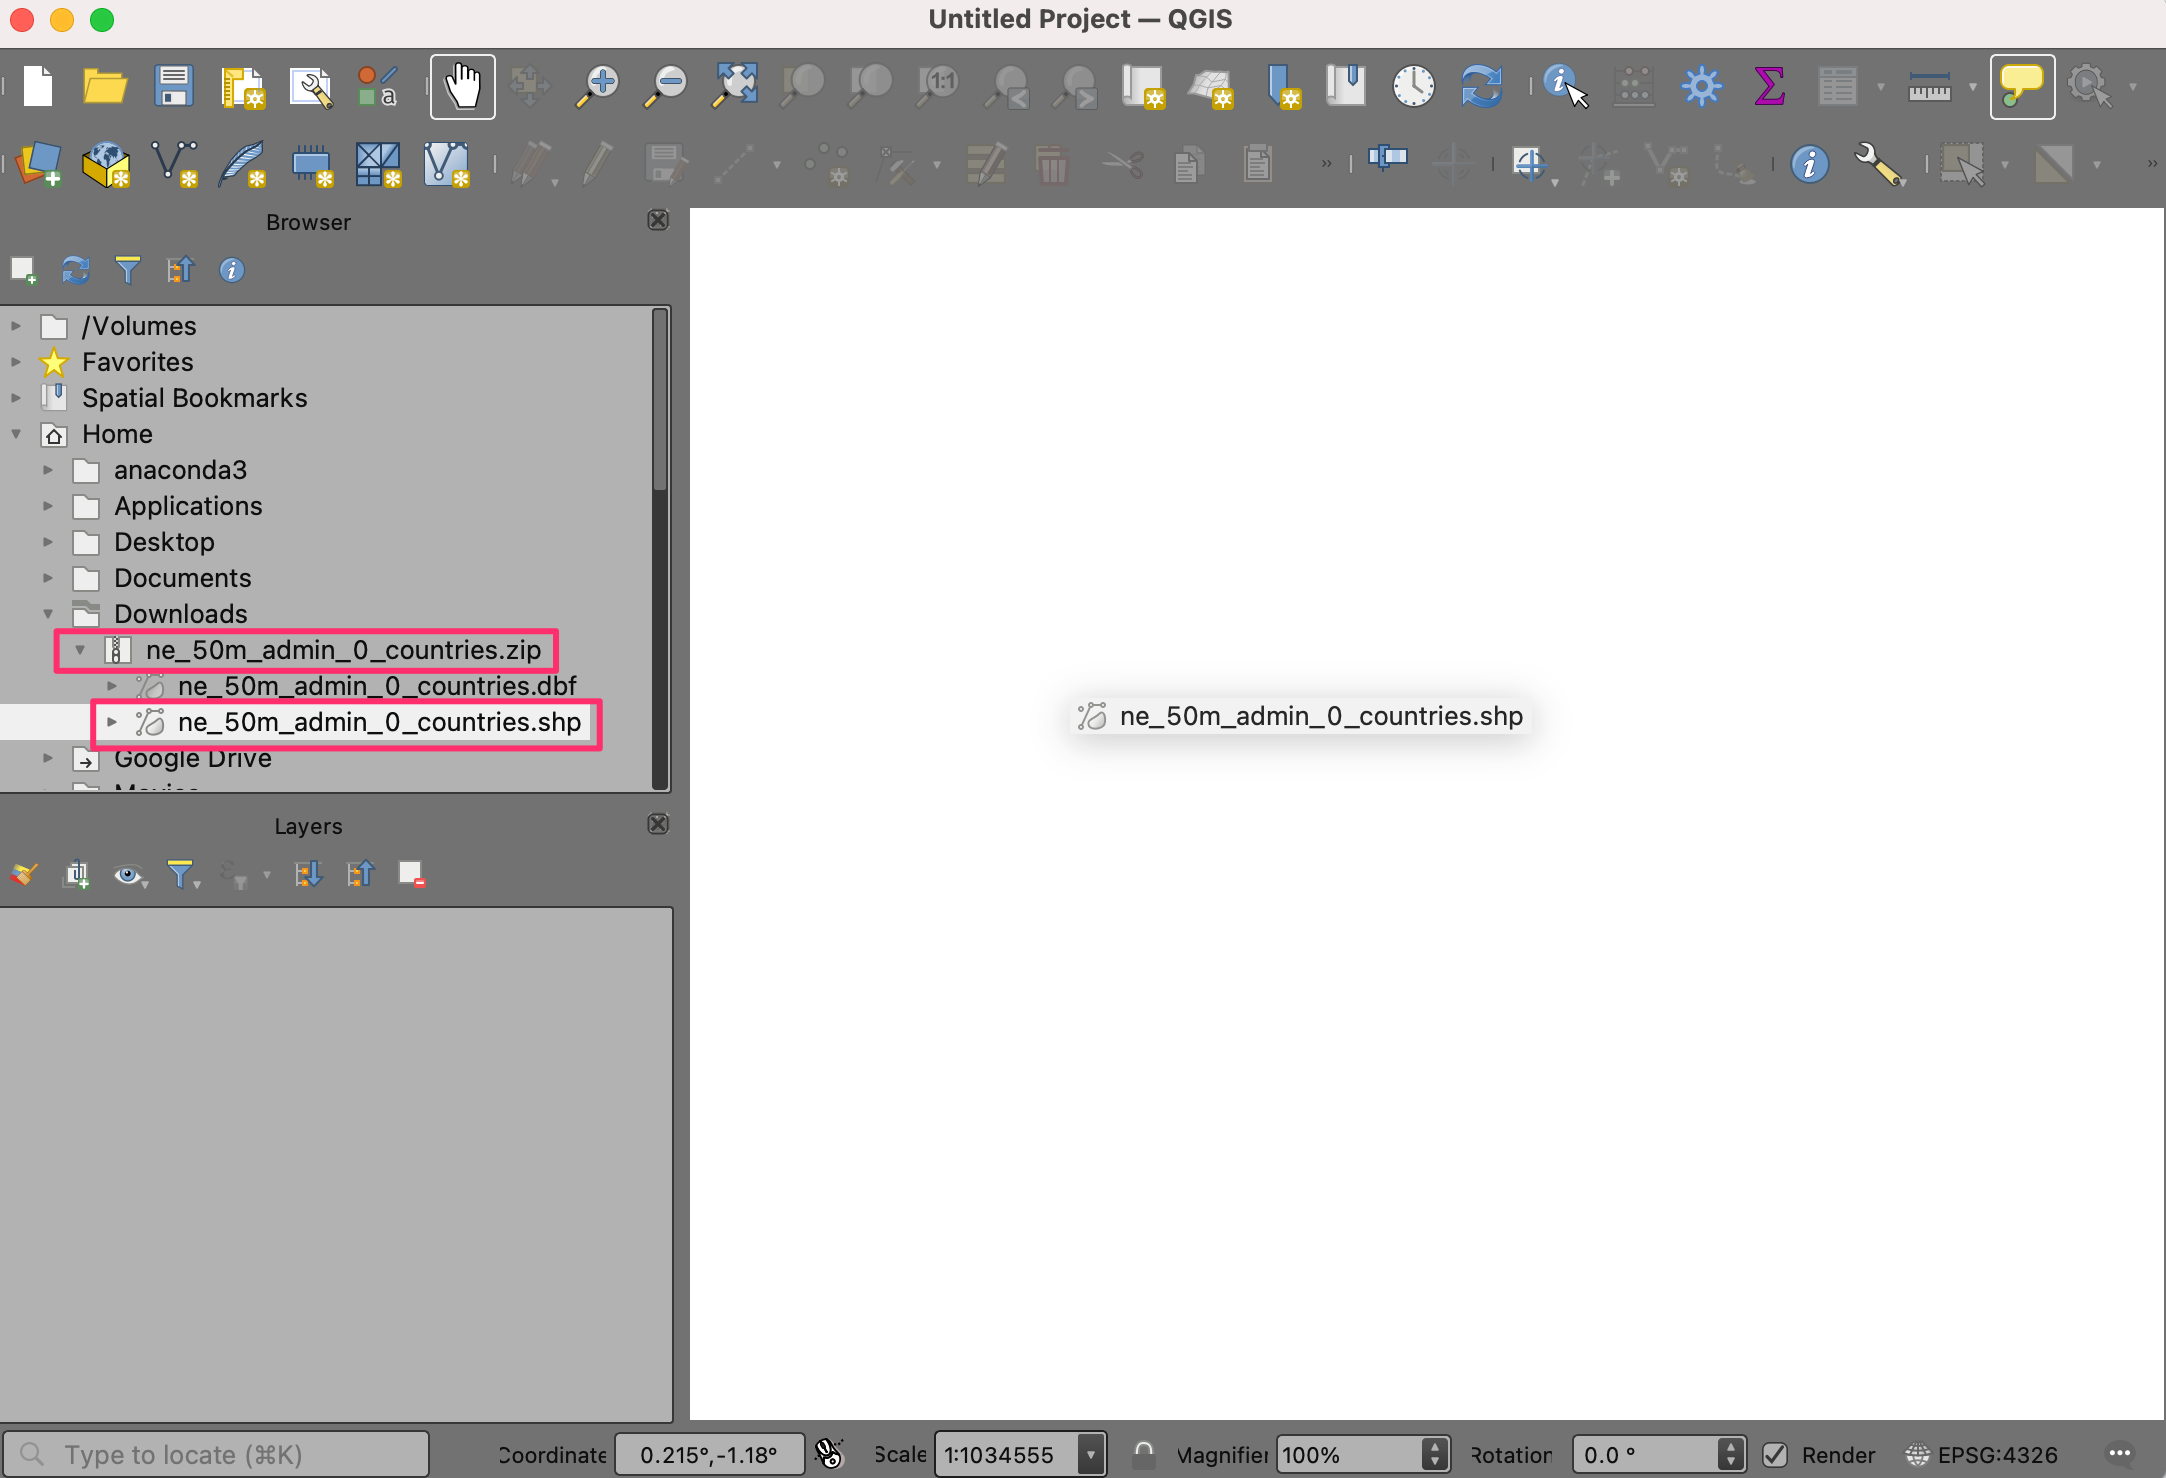 Untitled Project — QGIS
1:1
a
Browser
/Volumes
Favorites
Spatial Bookmarks
Home
anaconda3
Applications
Desktop
Documents
Downloads
ne_50m_admin_0_countries.zip
ne_50m_admin_0_countries.dbf
ne_50m_admin_0_countries.shp
ne_50m_admin_0_countries.shp
Google Drive
Layers
Type to locate (⌘K)
Coordinate 0.215°,-1.18° Scale 1:1034555 Magnifier 100% Rotation 0.0 ° Render EPSG:4326